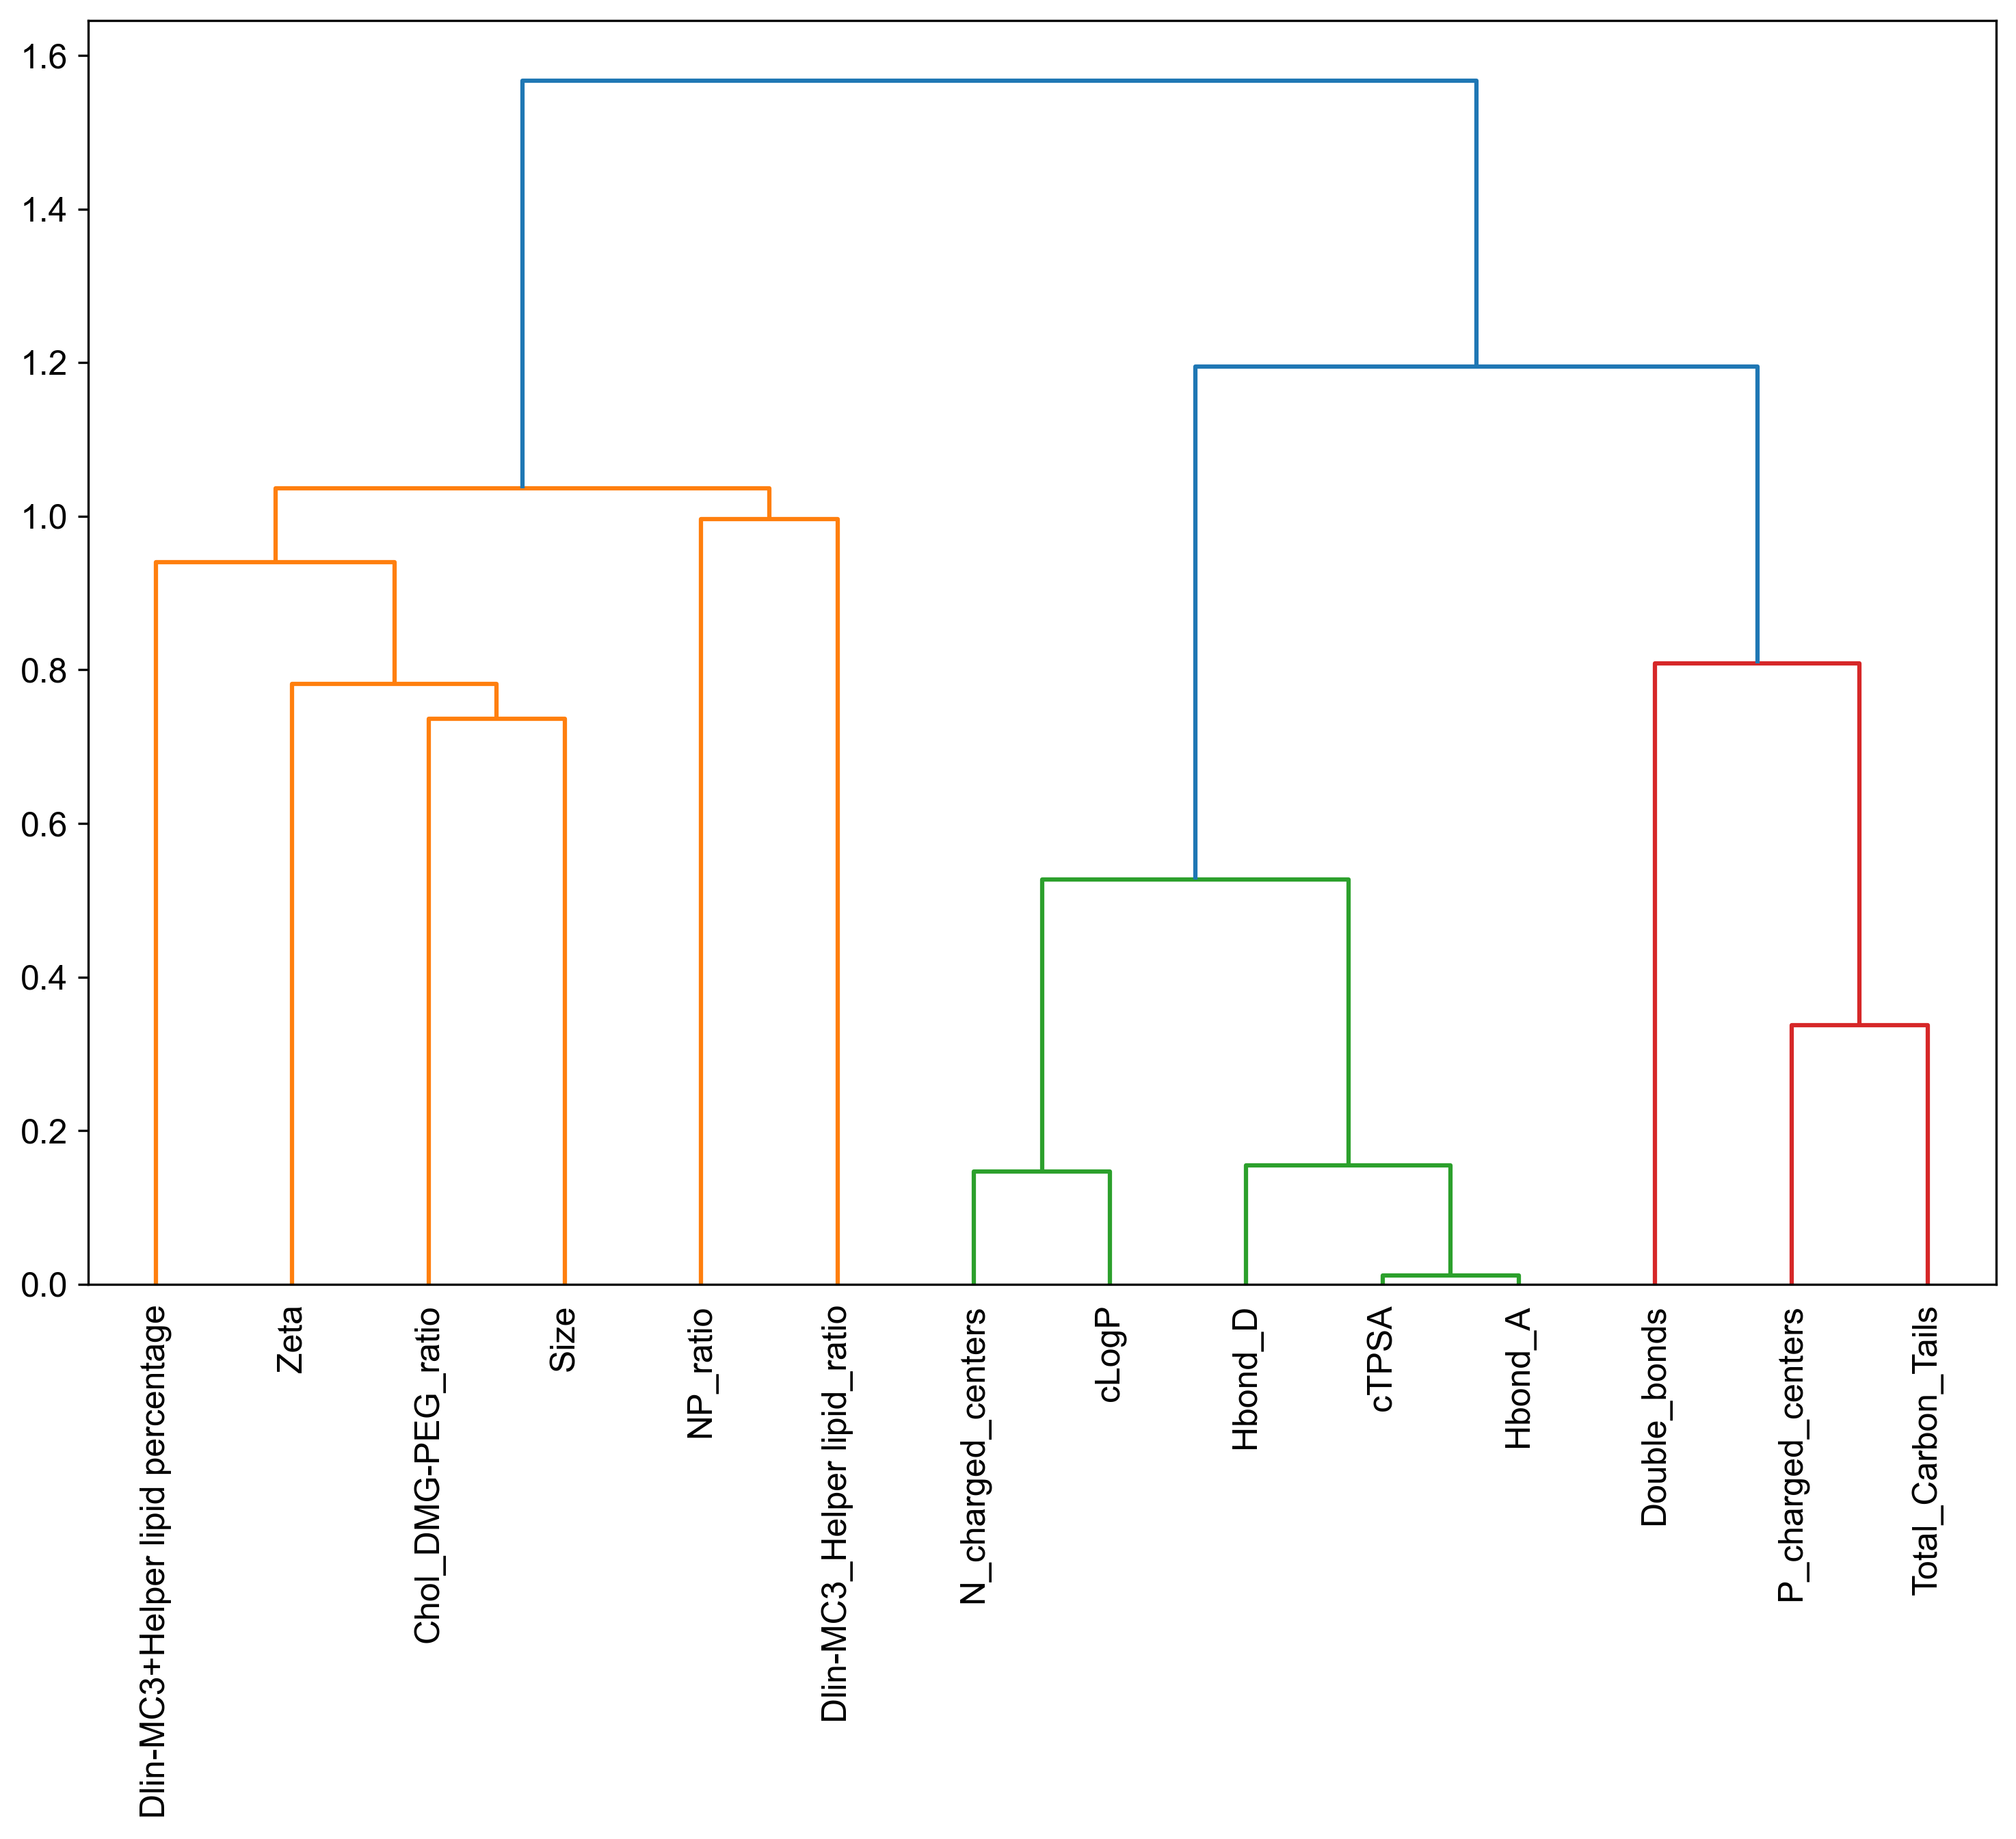 1.6
1.4
1.2
1.0
0.8
0.6
0.4
0.2
0.0
Dlin-MC3+Helper lipid percentage
Zeta
Chol_DMG-PEG_ratio
Size
NP_ratio
Dlin-MC3_Helper lipid_ratio
N_charged_centers
cLogP
Hbond_D
cTPSA
Hbond_A
Double_bonds
P_charged_centers
Total_Carbon_Tails